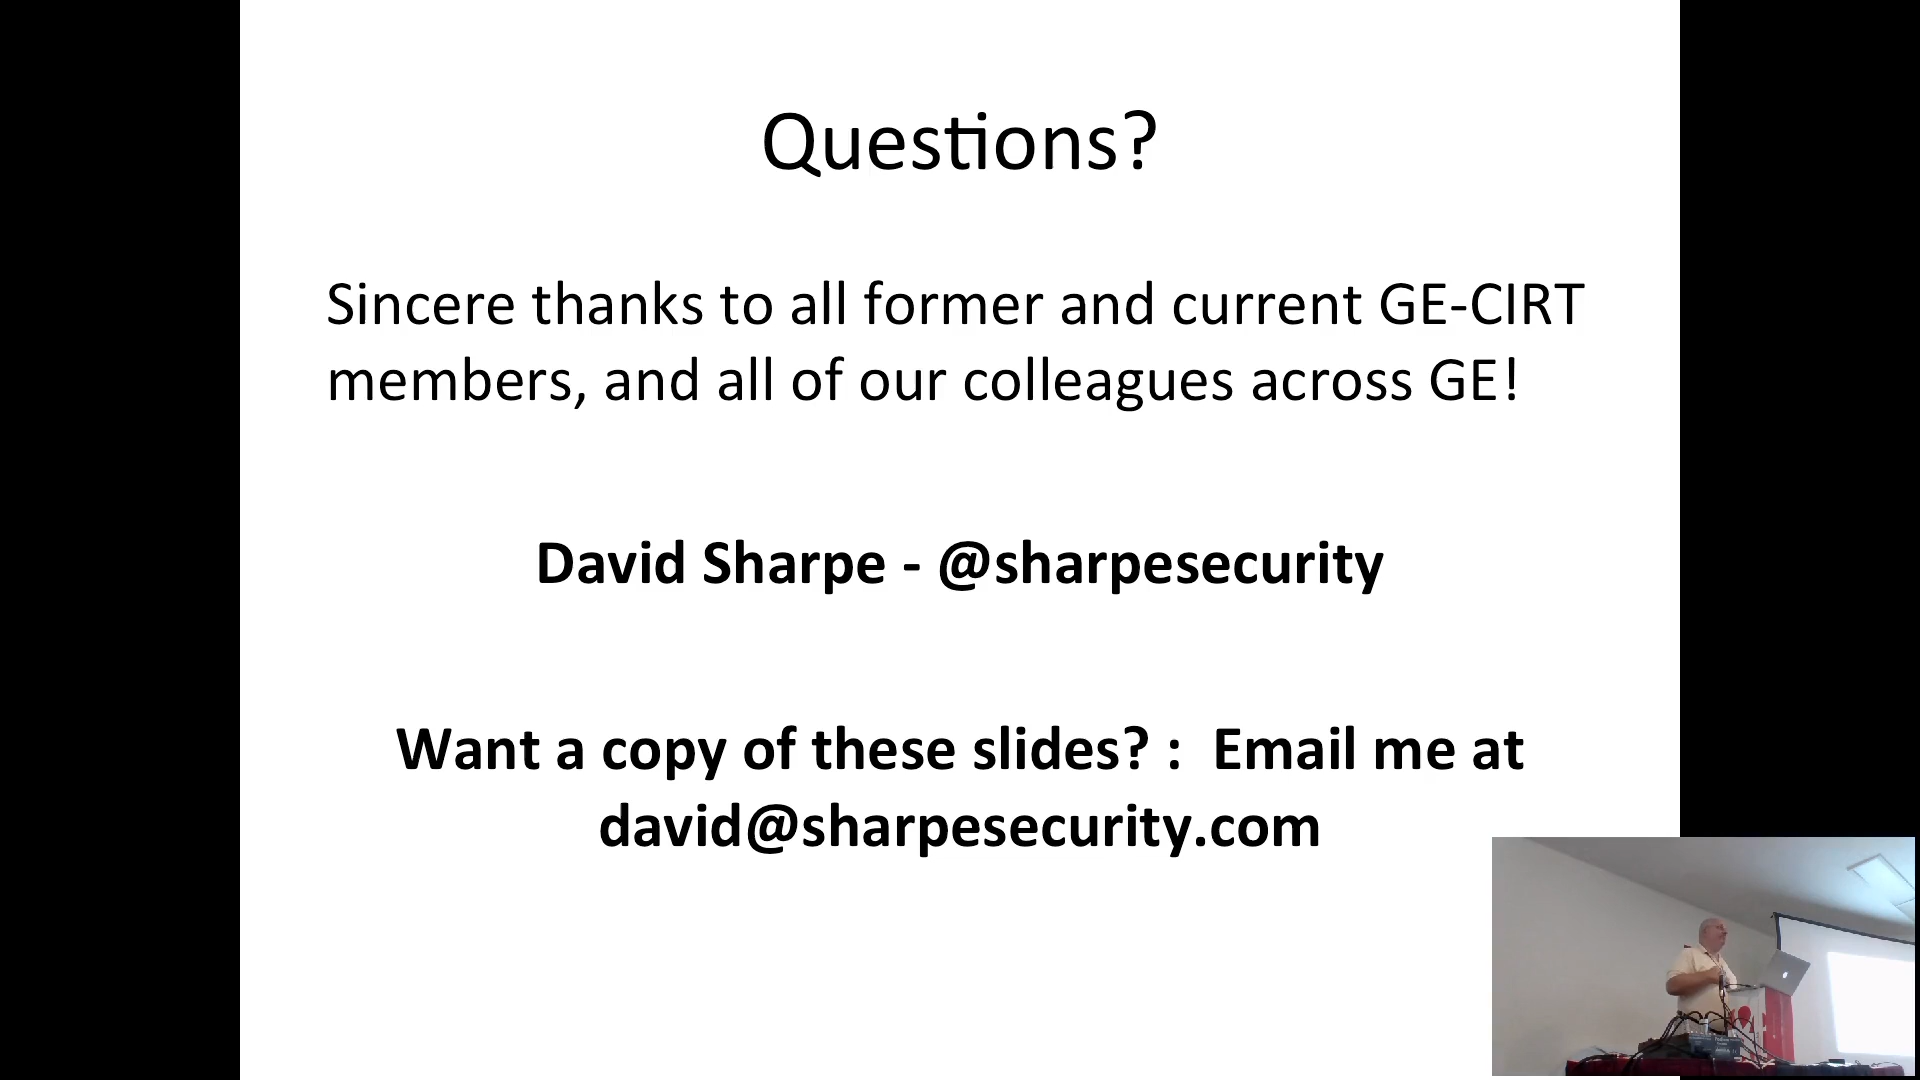 Questions?
Sincere thanks to all former and current GE-CIRT
members, and all of our colleagues across GE!
David Sharpe - @sharpesecurity
Want a copy of these slides? :  Email me at
david@sharpesecurity.com